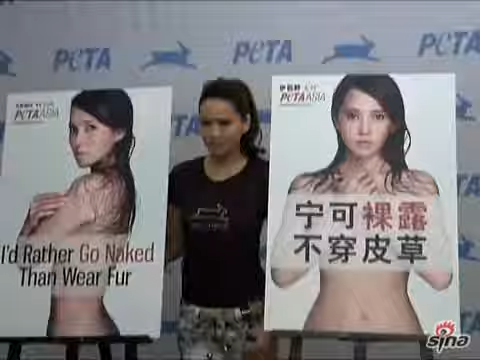 PETA
PETA
PETA
PETA
PETA ASIA
I'd Rather Go Naked
Than Wear Fur
PETA ASIA
宁可裸露
不穿皮草
sina